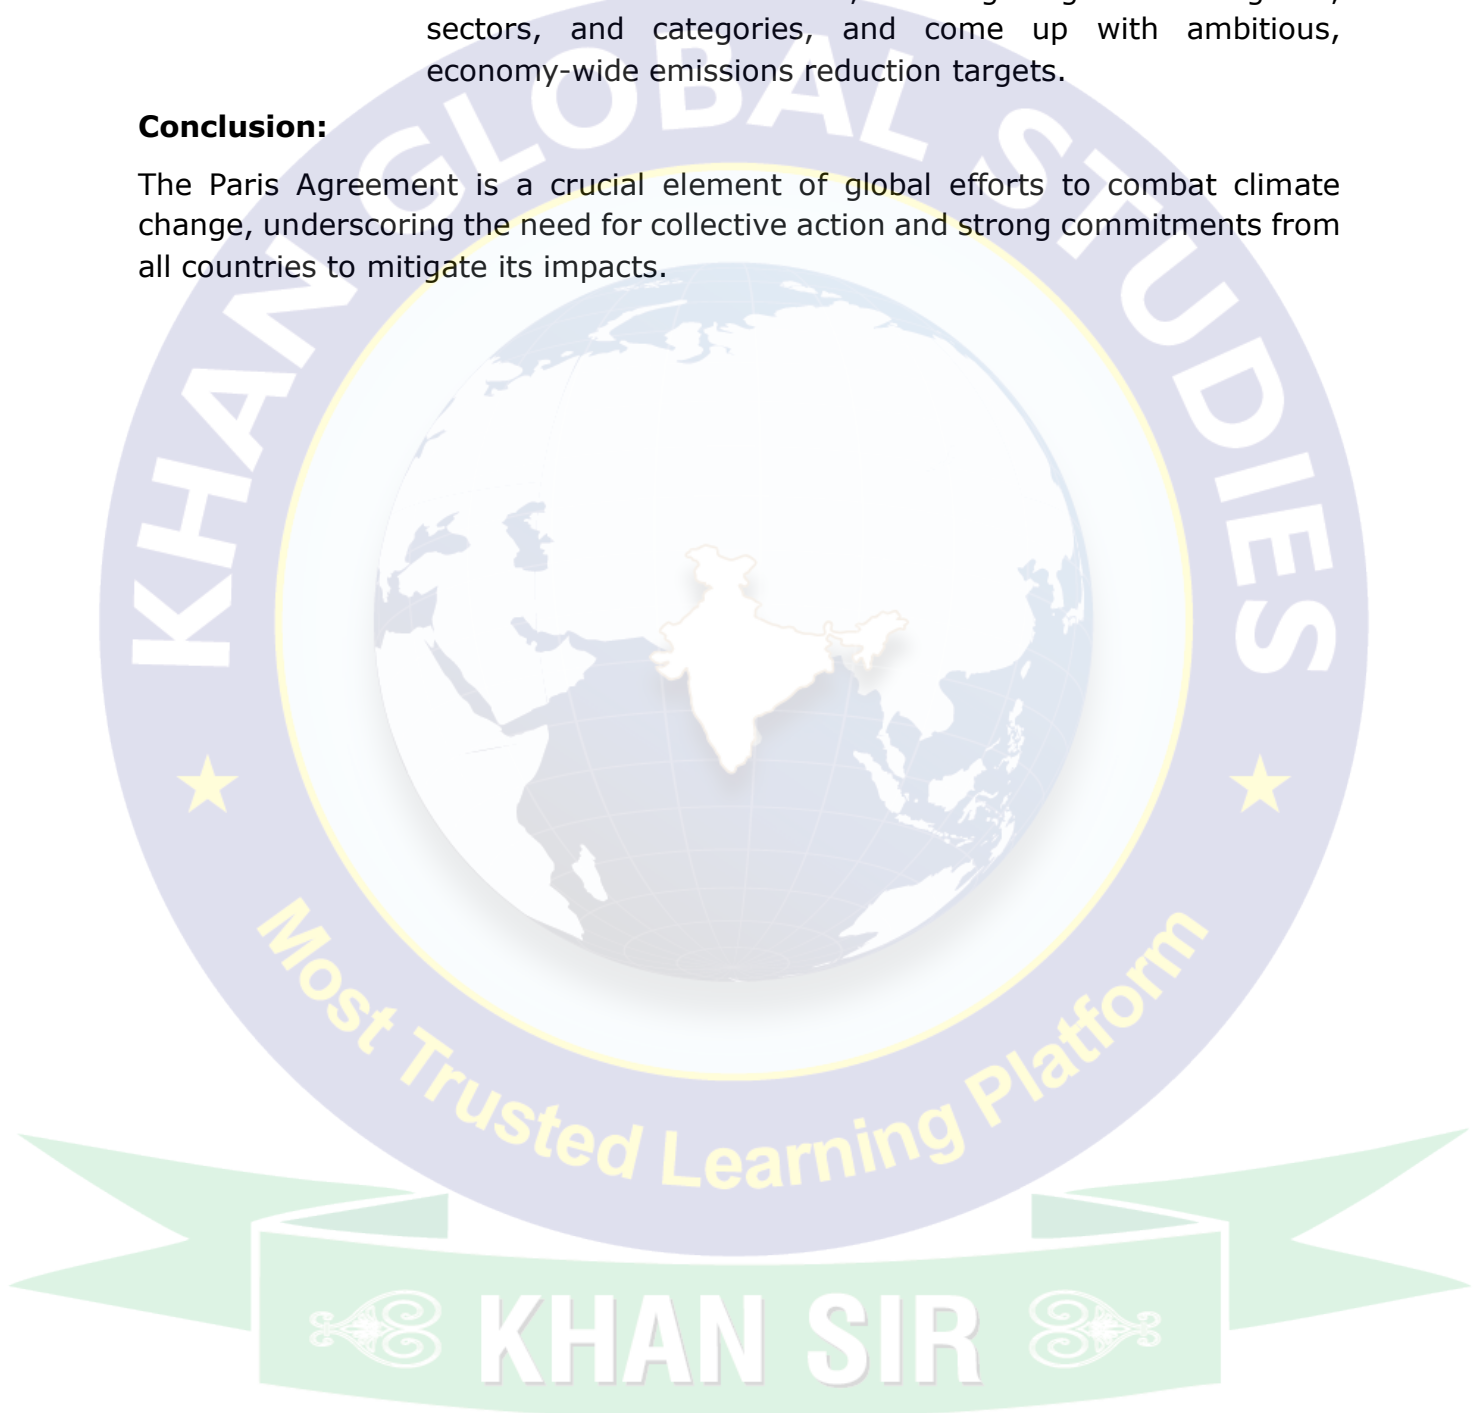 sectors, and categories, and come up with ambitious,
economy-wide emissions reduction targets.
Conclusion:
The Paris Agreement is a crucial element of global efforts to combat climate
change, underscoring the need for collective action and strong commitments from
all countries to mitigate its impacts.
KHAN GLOBAL STUDIES
Most Trusted Learning Platform
KHAN SIR